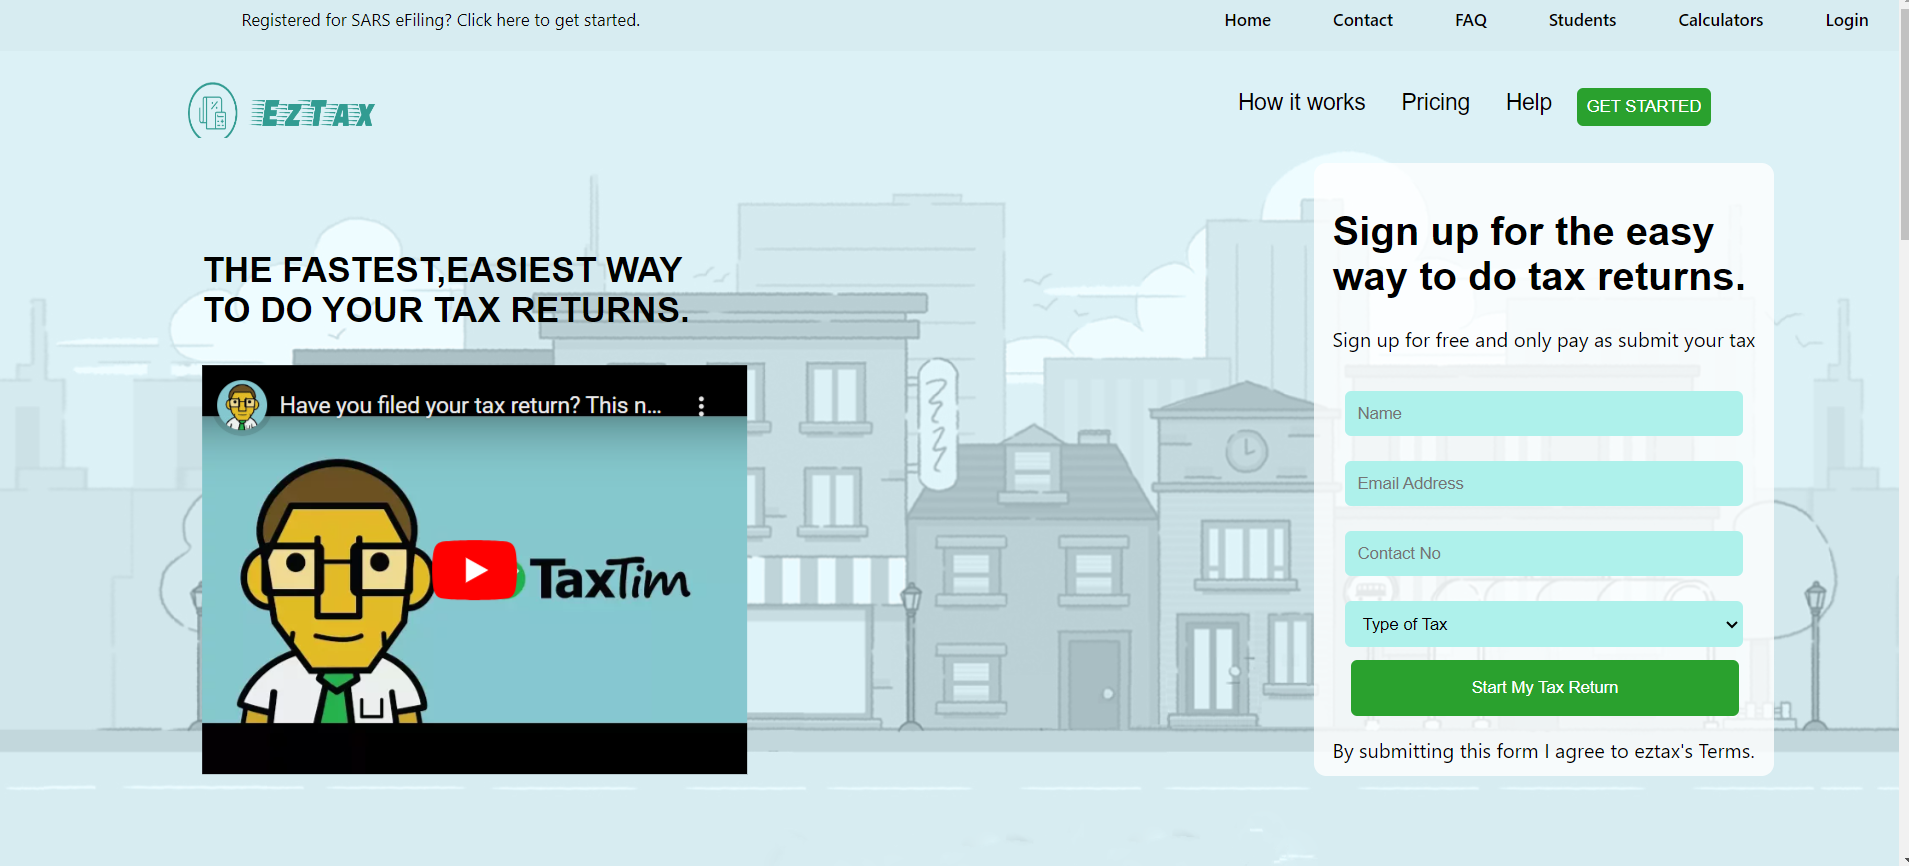 Registered for SARS eFiling? Click here to get started.
Home Contact FAQ Students Calculators Login
EzTax
How it works Pricing Help GET STARTED
THE FASTEST,EASIEST WAY
TO DO YOUR TAX RETURNS.
Have you filed your tax return? This n...
TaxTim
Sign up for the easy
way to do tax returns.
Sign up for free and only pay as submit your tax
Name
Email Address
Contact No
Type of Tax
Start My Tax Return
By submitting this form I agree to eztax's Terms.